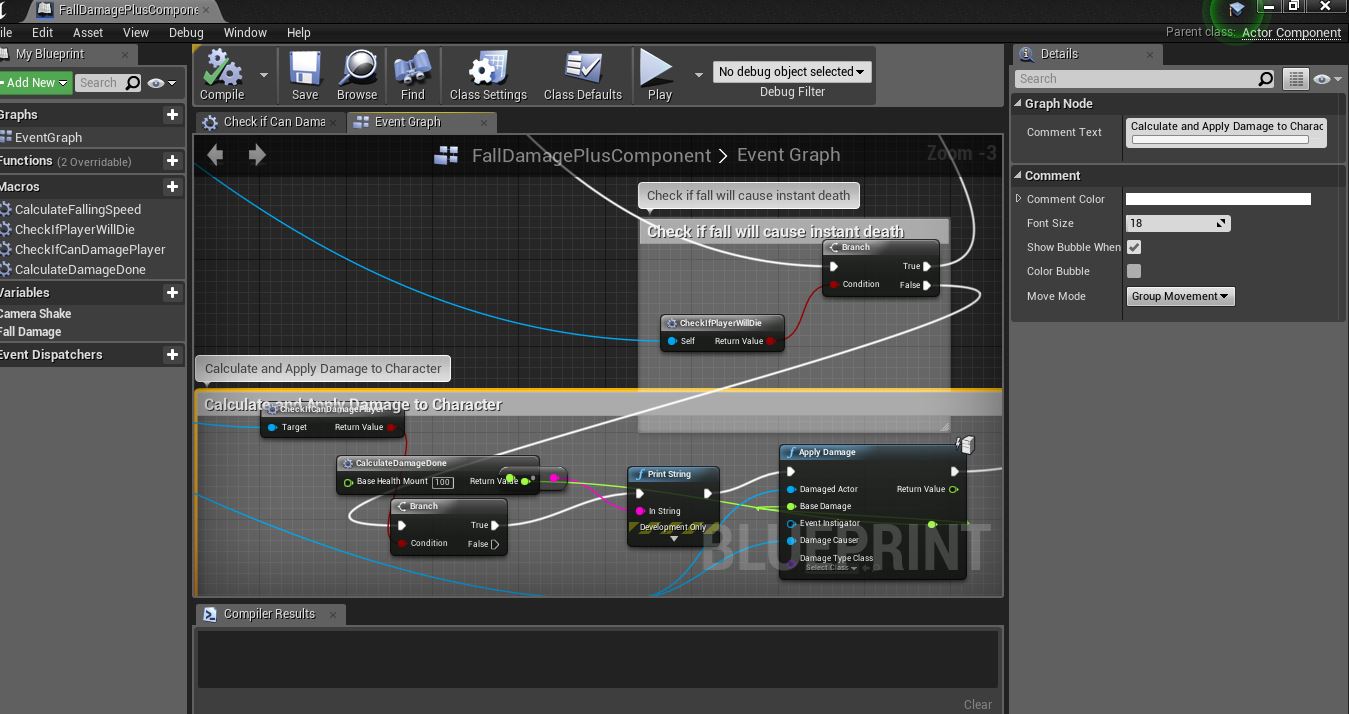 FallDamagePlusCompone
ile Edit Asset View Debug Window Help
Parent class: Actor Component
My Blueprint
Add New
Search
Graphs
EventGraph
Functions (2 Overridable)
Macros
CalculateFallingSpeed
CheckIfPlayerWillDie
CheckIfCanDamagePlayer
CalculateDamageDone
Variables
Camera Shake
Fall Damage
Event Dispatchers
Compile
Save
Browse
Find
Class Settings
Class Defaults
Play
No debug object selected
Debug Filter
Check if Can Dama
Event Graph
FallDamagePlusComponent > Event Graph
Zoom -3
Check if fall will cause instant death
Check if fall will cause instant death
Branch
True
Condition False
CheckIfPlayerWillDie
Self Return Value
Calculate and Apply Damage to Character
Calculate and Apply Damage to Character
CheckIfCanDamagePlayer
Target Return Value
CalculateDamageDone
Base Health Mount 100 Return Value
Branch
True
Condition False
Print String
In String
Development Only
Apply Damage
Damaged Actor Return Value
Base Damage
Event Instigator
Damage Causer
Damage Type Class
Select Class
BLUEPRINT
Compiler Results
Clear
Details
Search
Graph Node
Comment Text Calculate and Apply Damage to Charac
Comment
Comment Color
Font Size 18
Show Bubble When
Color Bubble
Move Mode Group Movement